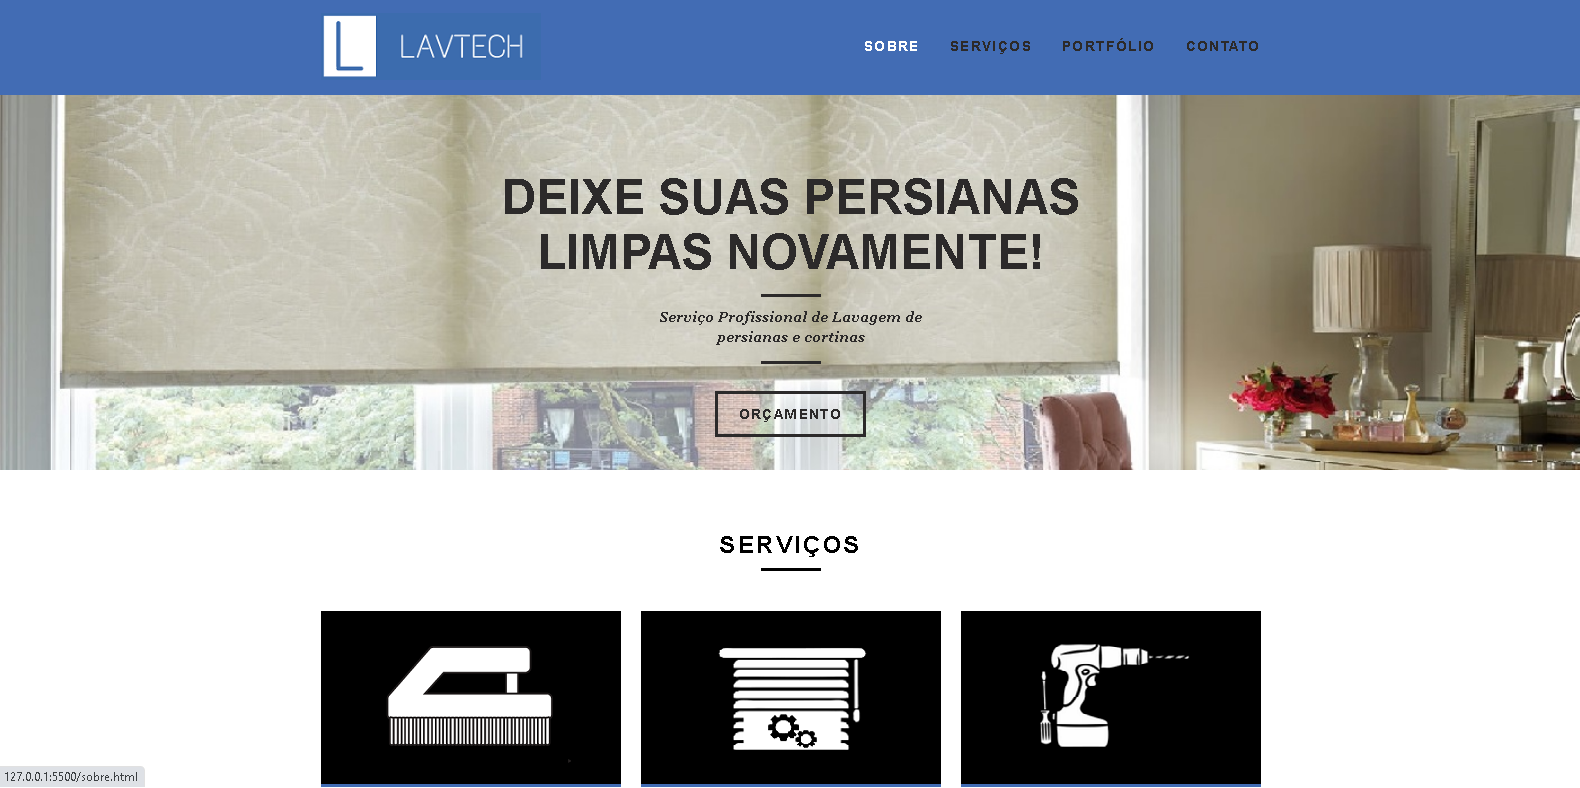 L LAVTECH
SOBRE SERVIÇOS PORTFÓLIO CONTATO
DEIXE SUAS PERSIANAS
LIMPAS NOVAMENTE!
Serviço Profissional de Lavagem de
persianas e cortinas
ORÇAMENTO
SERVIÇOS
127.0.0.1:5500/sobre.html